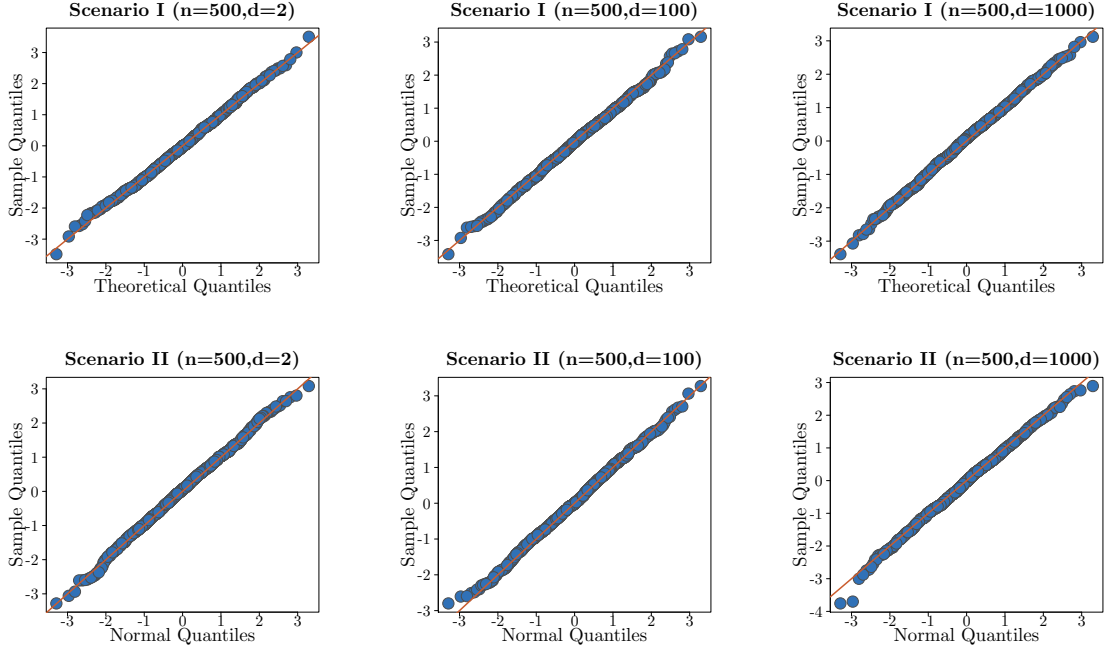 Scenario I (n=500,d=2)
Scenario I (n=500,d=100)
Scenario I (n=500,d=1000)
Sample Quantiles
3
2
1
0
-1
-2
-3
-3 -2 -1 0 1 2 3
Theoretical Quantiles
Sample Quantiles
3
2
1
0
-1
-2
-3
-3 -2 -1 0 1 2 3
Theoretical Quantiles
Sample Quantiles
3
2
1
0
-1
-2
-3
-3 -2 -1 0 1 2 3
Theoretical Quantiles
Scenario II (n=500,d=2)
Scenario II (n=500,d=100)
Scenario II (n=500,d=1000)
Sample Quantiles
3
2
1
0
-1
-2
-3
-3 -2 -1 0 1 2 3
Normal Quantiles
Sample Quantiles
3
2
1
0
-1
-2
-3
-3 -2 -1 0 1 2 3
Normal Quantiles
Sample Quantiles
3
2
1
0
-1
-2
-3
-4
-3 -2 -1 0 1 2 3
Normal Quantiles